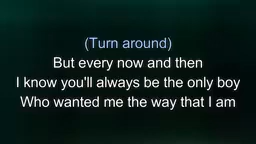 (Turn around)
But every now and then
I know you'll always be the only boy
Who wanted me the way that I am